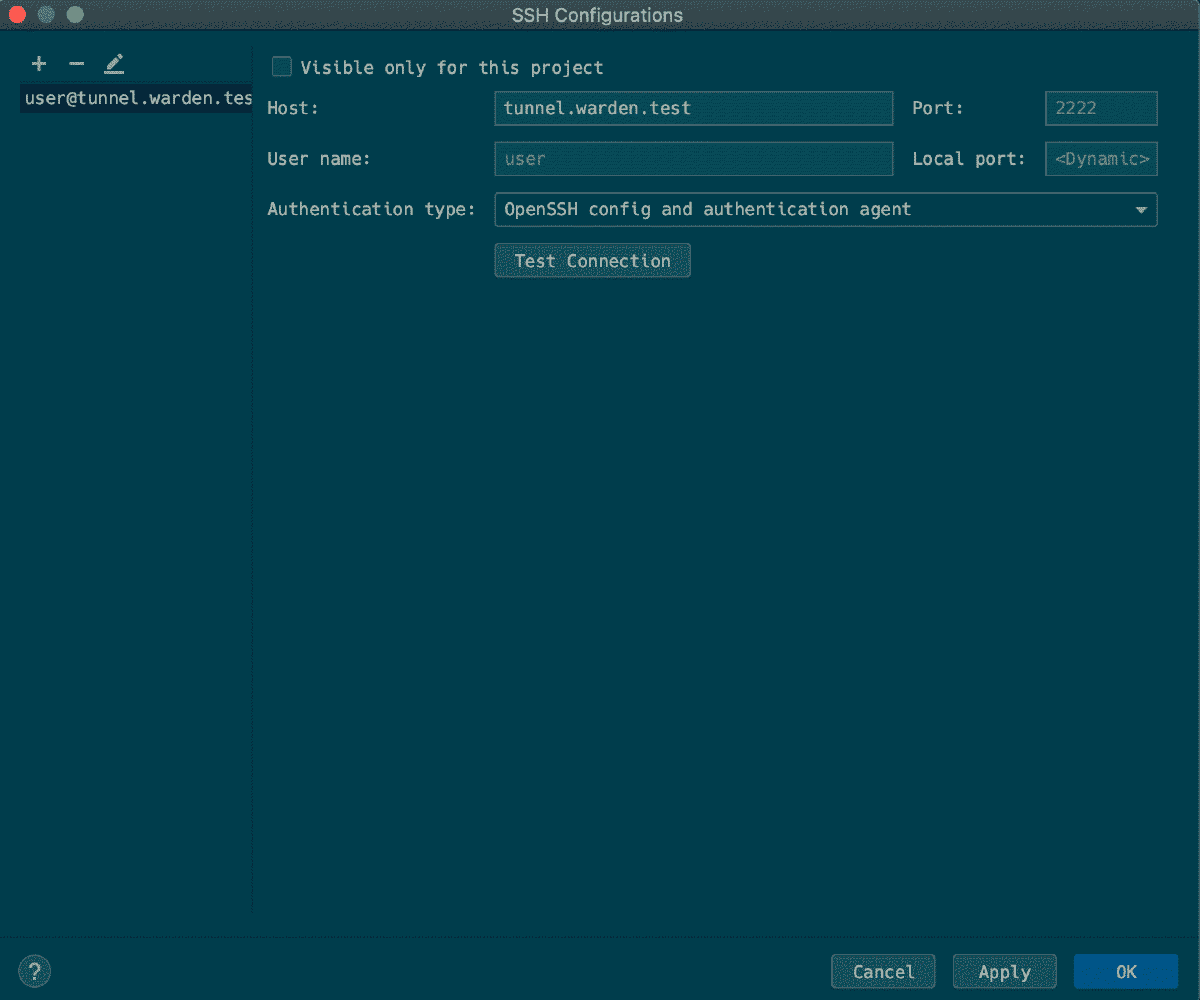 SSH Configurations
user@tunnel.warden.tes
Visible only for this project
Host: tunnel.warden.test Port: 2222
User name: user Local port: <Dynamic>
Authentication type: OpenSSH config and authentication agent
Test Connection
? Cancel Apply OK